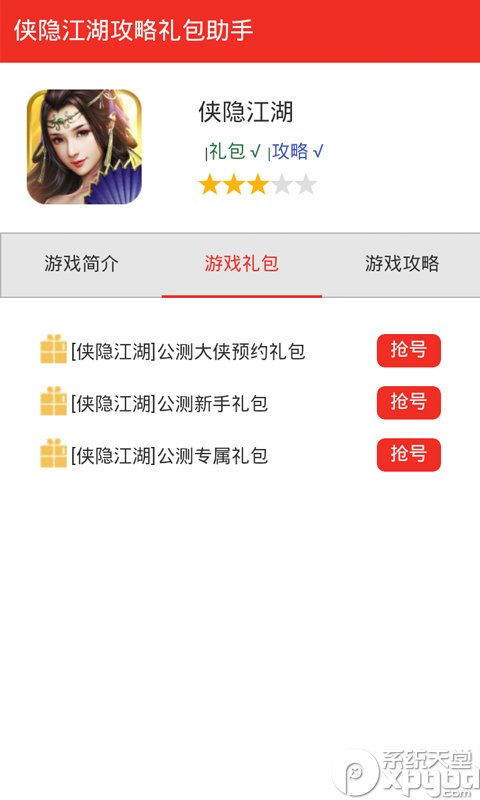 侠隐江湖攻略礼包助手
侠隐江湖
|礼包 √ |攻略 √
游戏简介 游戏礼包 游戏攻略
[侠隐江湖]公测大侠预约礼包 抢号
[侠隐江湖]公测新手礼包 抢号
[侠隐江湖]公测专属礼包 抢号
系统天堂
xpgod
.com